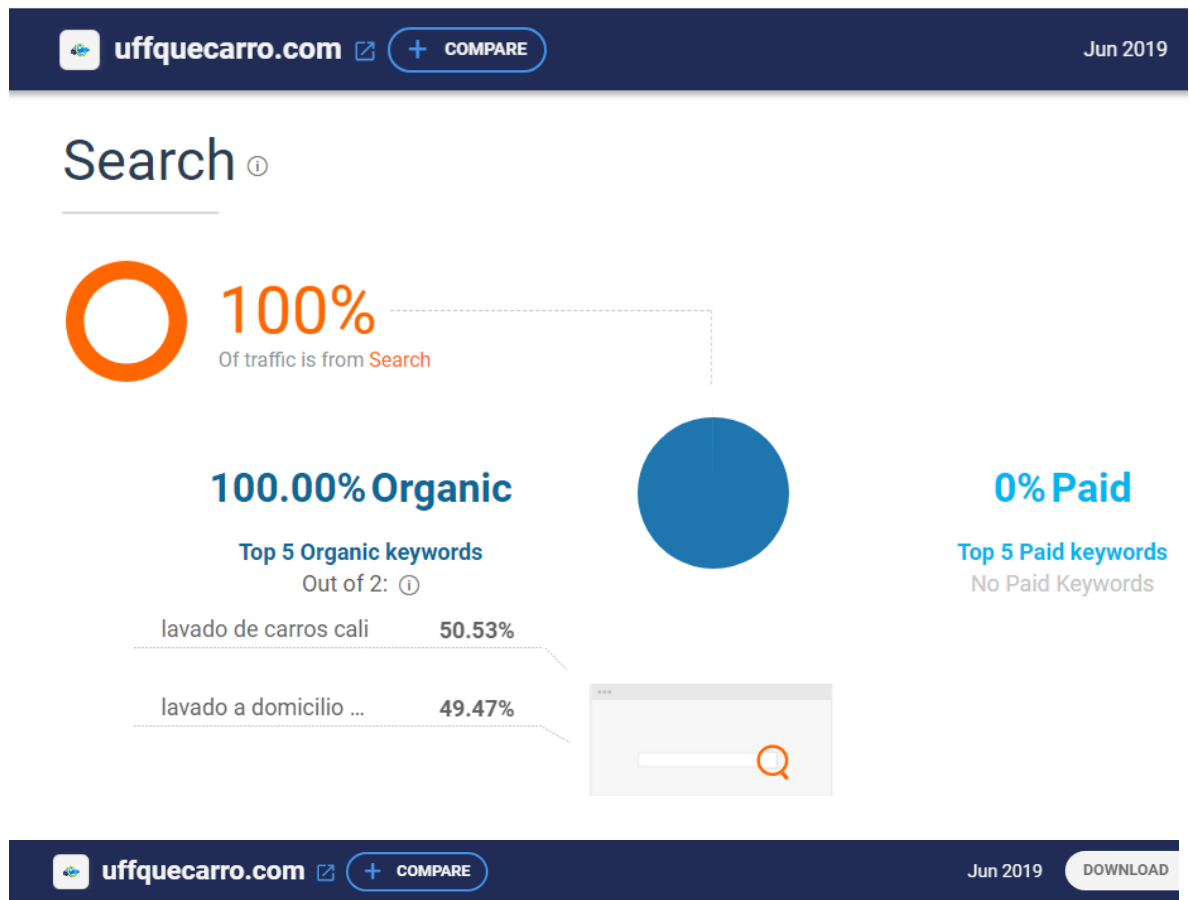 uffquecarro.com + COMPARE Jun 2019
Search
100%
Of traffic is from Search
100.00% Organic
0% Paid
Top 5 Organic keywords
Out of 2:
Top 5 Paid keywords
No Paid Keywords
lavado de carros cali 50.53%
lavado a domicilio ... 49.47%
uffquecarro.com + COMPARE Jun 2019 DOWNLOAD